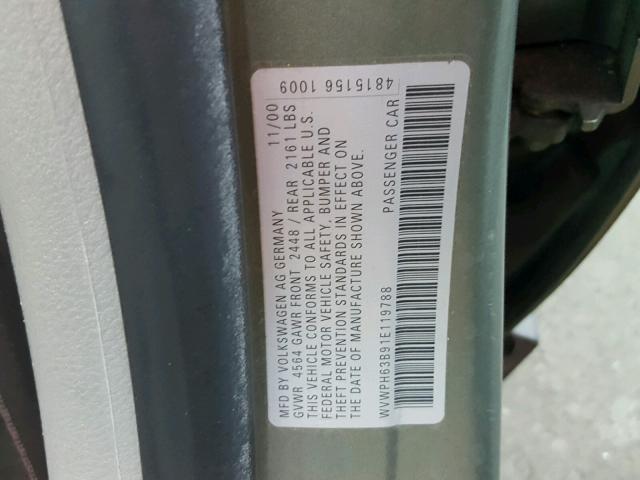 4815156 1009
MFD BY VOLKSWAGEN AG GERMANY 11/00
GVWR 4564 GAWR FRONT 2448 / REAR 2161 LBS
THIS VEHICLE CONFORMS TO ALL APPLICABLE U.S.
FEDERAL MOTOR VEHICLE SAFETY, BUMPER AND
THEFT PREVENTION STANDARDS IN EFFECT ON
THE DATE OF MANUFACTURE SHOWN ABOVE.
WVWPH63B91E119788 PASSENGER CAR